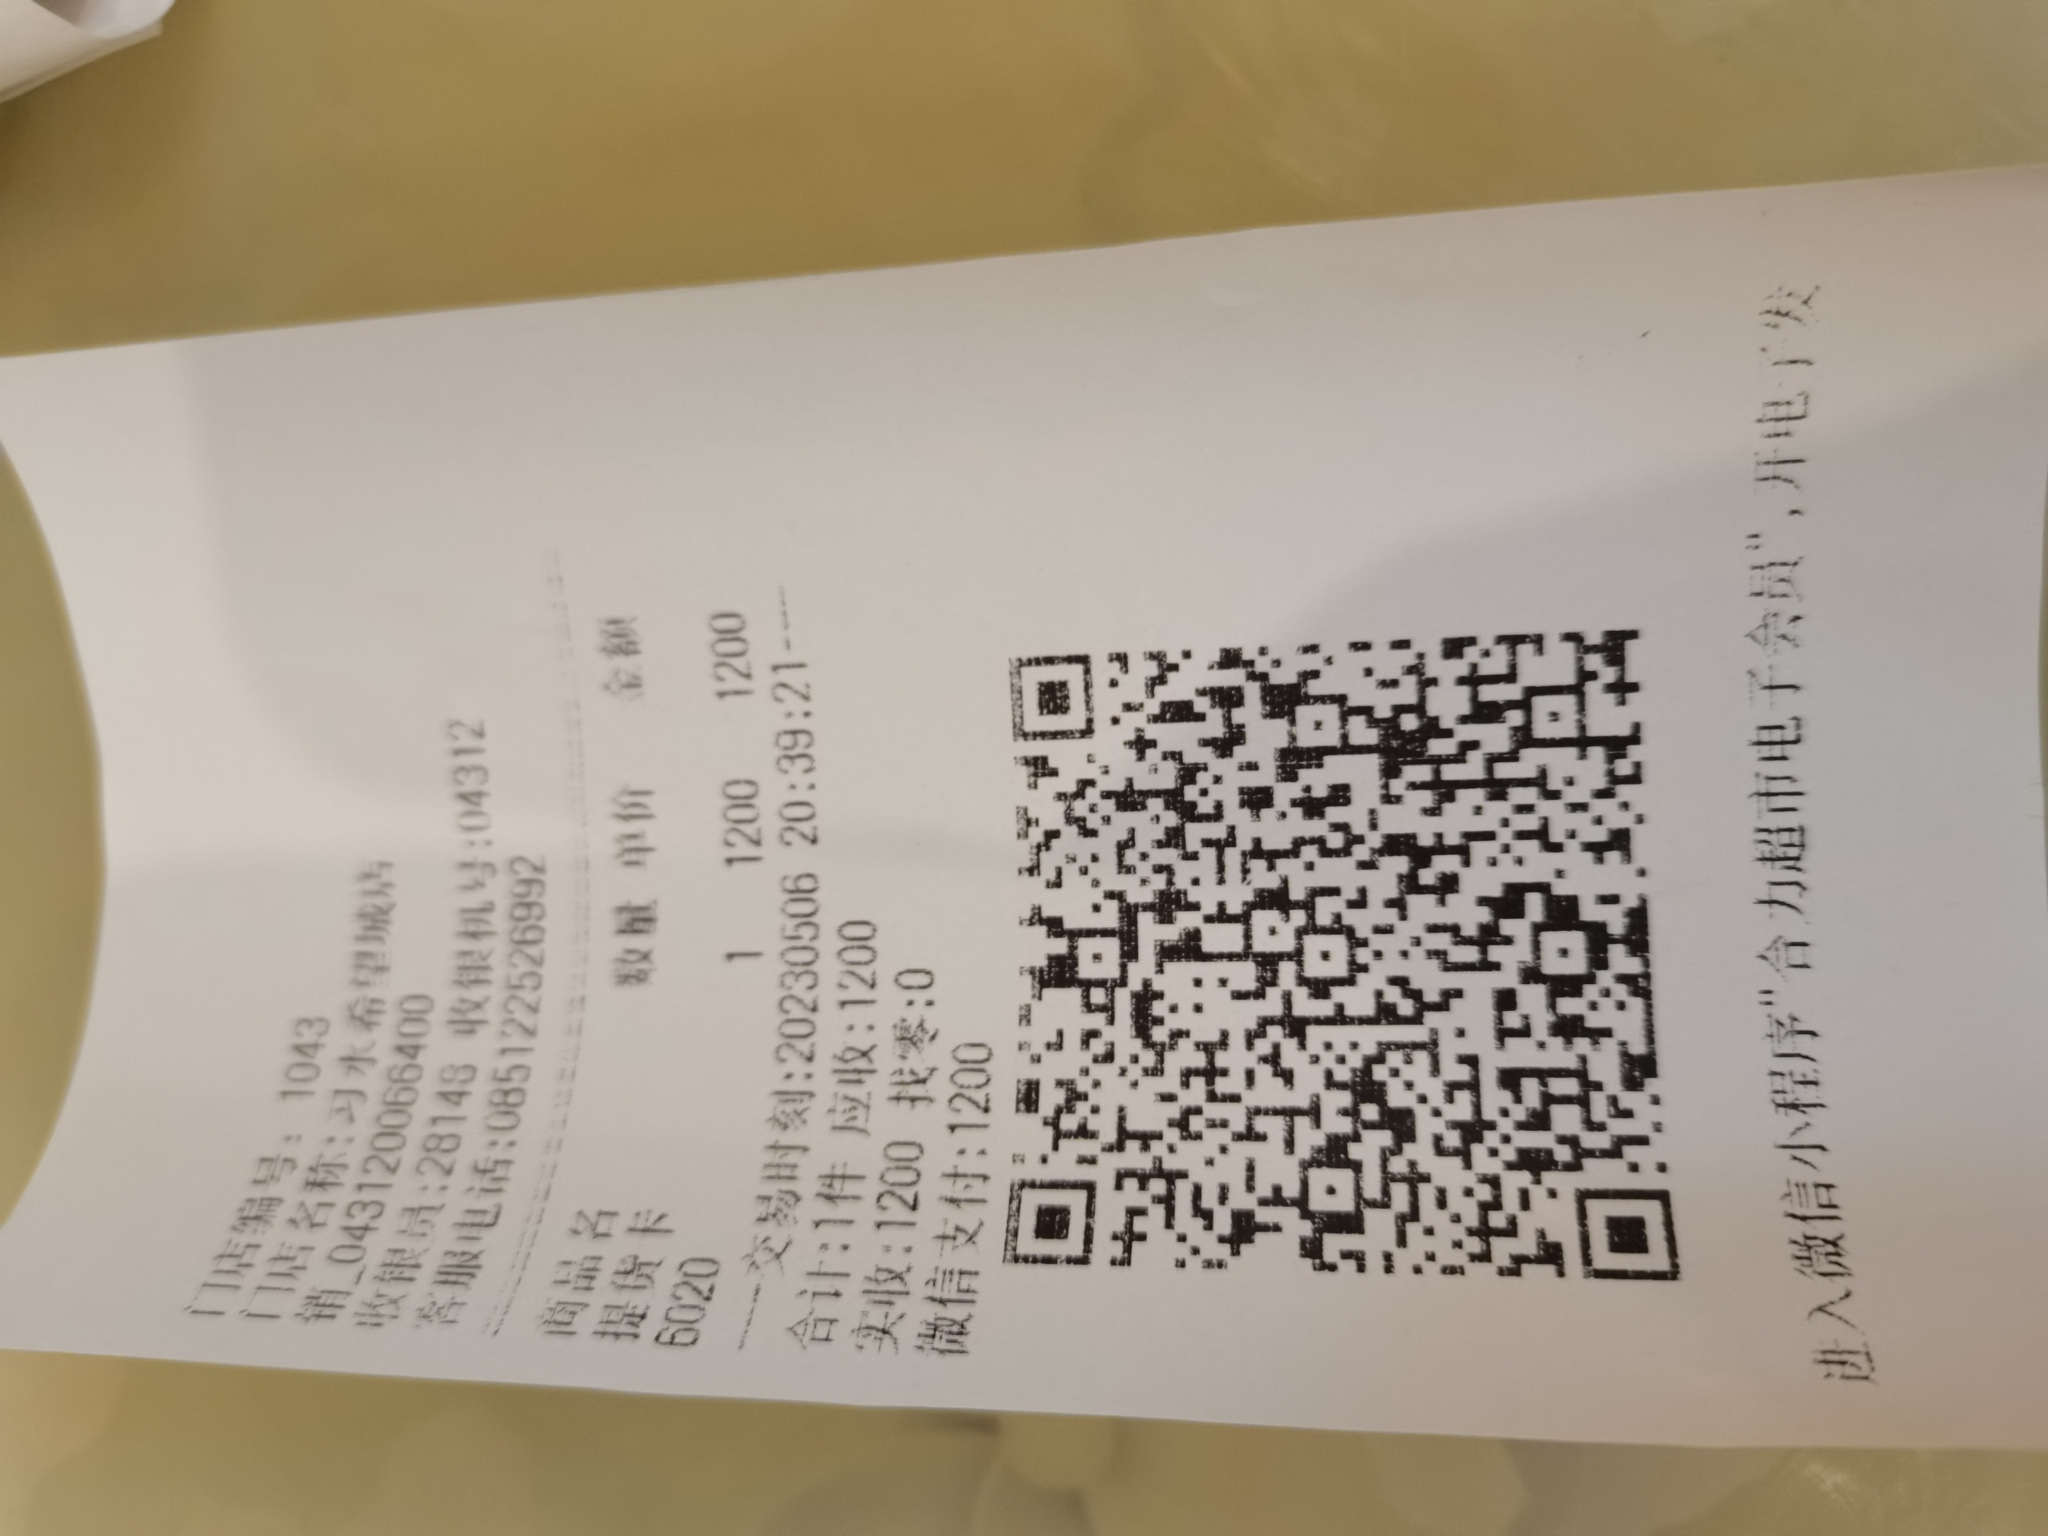 门店编号: 1043
门店名称:习水希望城店
销_0431200664​00
收银员:28148 收银机号:04312
客服电话:085122526992
商品名 数量 单价 金额
提货卡
6020 1 1200 1200
----交易时刻:20230506 20:39:21----
合计:1件 应收:1200
实收:1200 找零:0
微信支付:1200
进入微信小程序"合力超市电子会员",开电子发